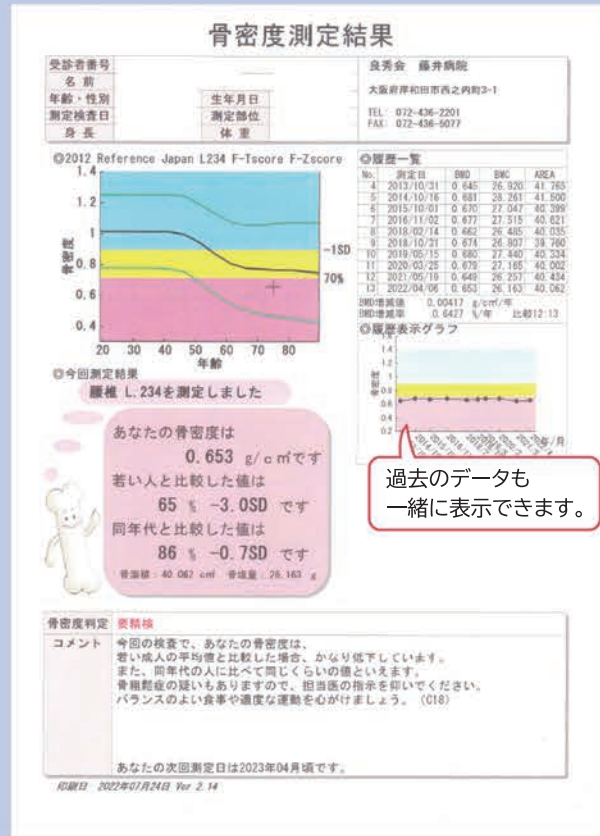 骨密度測定結果
受診者番号
名 前
年齢・性別 生年月日
測定検査日 測定部位
身 長 体 重
良秀会 藤井病院
大阪府岸和田市西之内町3-1
TEL: 072-436-2201
FAX: 072-436-5077
◎2012 Reference Japan L234 F-Tscore F-Zscore
1.4
1.2
1
0.8
0.6
0.4
骨密度
-1SD
70%
20 30 40 50 60 70 80
年齢
◎履歴一覧
No. 測定日 BMD BMC AREA
4 2013/10/31 0.645 26.920 41.765
5 2014/10/16 0.681 28.261 41.500
6 2015/10/01 0.670 27.047 40.399
7 2016/11/02 0.677 27.515 40.621
8 2018/02/14 0.662 26.485 40.035
9 2018/10/31 0.674 26.807 39.760
10 2019/05/15 0.680 27.440 40.334
11 2020/03/25 0.679 27.165 40.002
12 2021/05/19 0.649 26.257 40.434
13 2022/04/06 0.653 26.163 40.062
BMD増減値 0.00417 g/c㎡/年
BMD増減率 0.6427 %/年 比較12:13
◎履歴表示グラフ
1.6
1.4
1.2
1
0.8
0.6
0.4
0.2
骨密度
年/月
過去のデータも
一緒に表示できます。
◎今回測定結果
腰椎 L.234を測定しました
あなたの骨密度は
0.653 g/c㎡です
若い人と比較した値は
65 % -3.0SD です
同年代と比較した値は
86 % -0.7SD です
骨面積：40.062 c㎡ 骨塩量：26.163 g
骨密度判定 要精検
コメント 今回の検査で、あなたの骨密度は、
若い成人の平均値と比較した場合、かなり低下しています。
また、同年代の人に比べて同じくらいの値といえます。
骨粗鬆症の疑いもありますので、担当医の指示を仰いでください。
バランスのよい食事や適度な運動を心がけましょう。 (C18)
あなたの次回測定日は2023年04月頃です。
印刷日 2022年07月24日 Ver 2.14